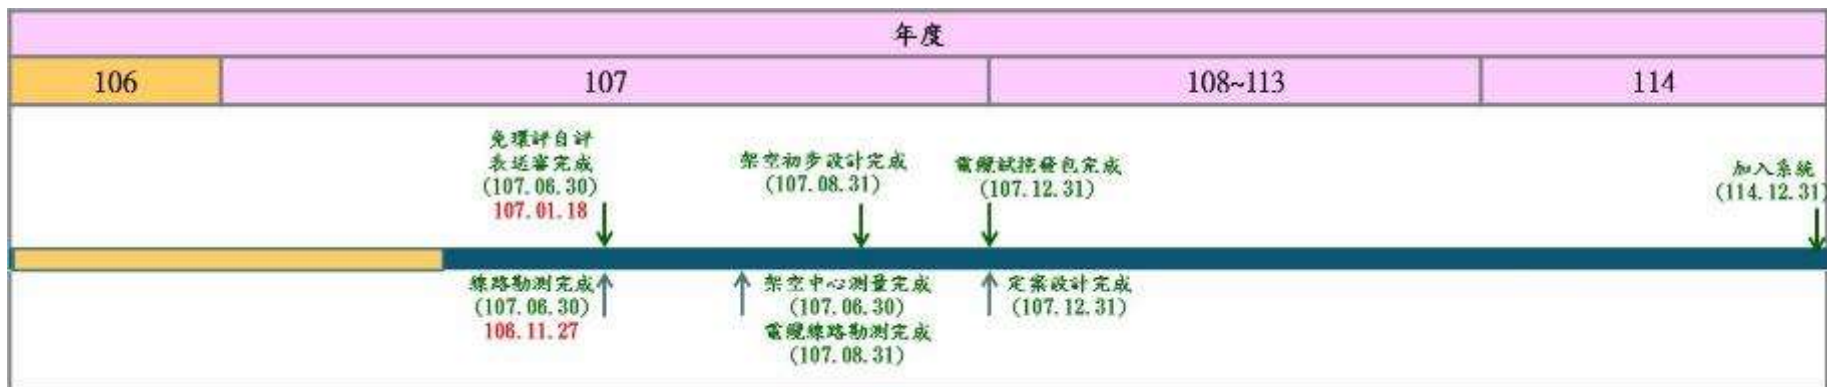 年度
106
107
108~113
114
免環評自評
表送審完成
(107.06.30)
107.01.18
架空初步設計完成
(107.08.31)
電纜試挖發包完成
(107.12.31)
加入系統
(114.12.31)
線路勘測完成
(107.06.30)
106.11.27
架空中心測量完成
(107.06.30)
電纜線路勘測完成
(107.08.31)
定案設計完成
(107.12.31)